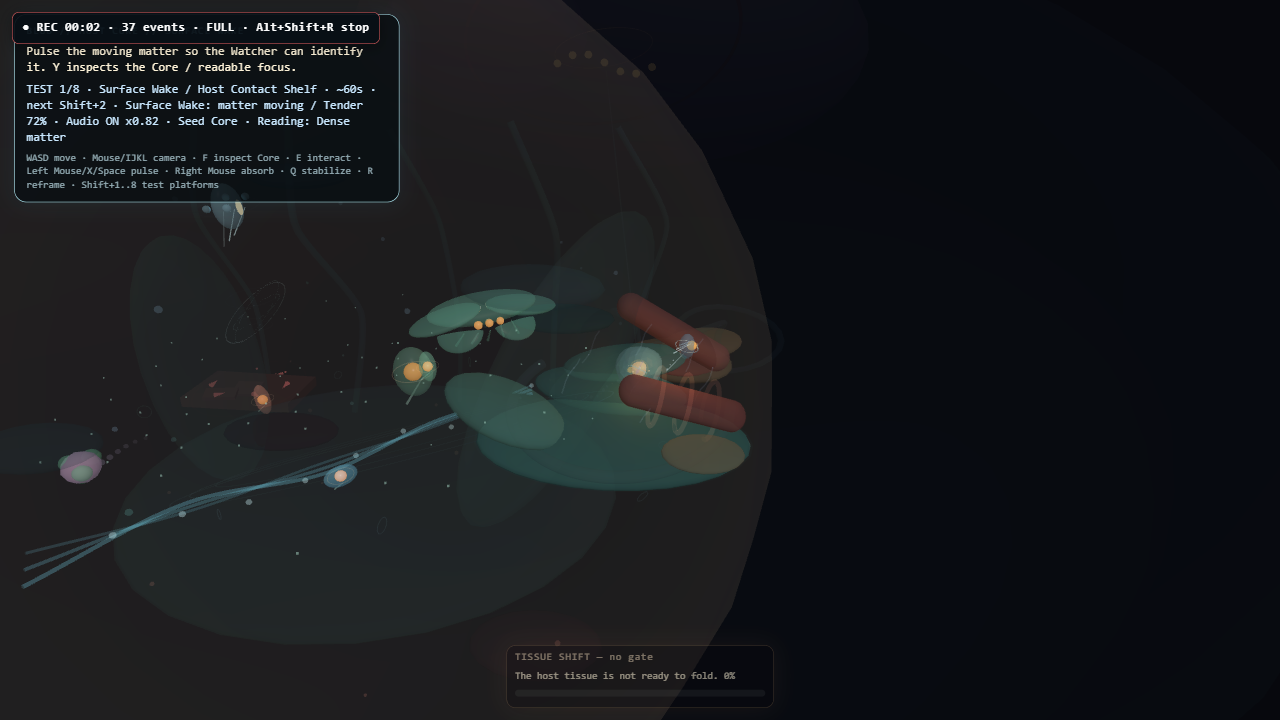 ● REC 00:02 · 37 events · FULL · Alt+Shift+R stop
Pulse the moving matter so the Watcher can identify
it. Y inspects the Core / readable focus.
TEST 1/8 · Surface Wake / Host Contact Shelf · ~60s ·
next Shift+2 · Surface Wake: matter moving / Tender
72% · Audio ON x0.82 · Seed Core · Reading: Dense
matter
WASD move · Mouse/IJKL camera · F inspect Core · E interact ·
Left Mouse/X/Space pulse · Right Mouse absorb · Q stabilize · R
reframe · Shift+1..8 test platforms
TISSUE SHIFT — no gate
The host tissue is not ready to fold. 0%